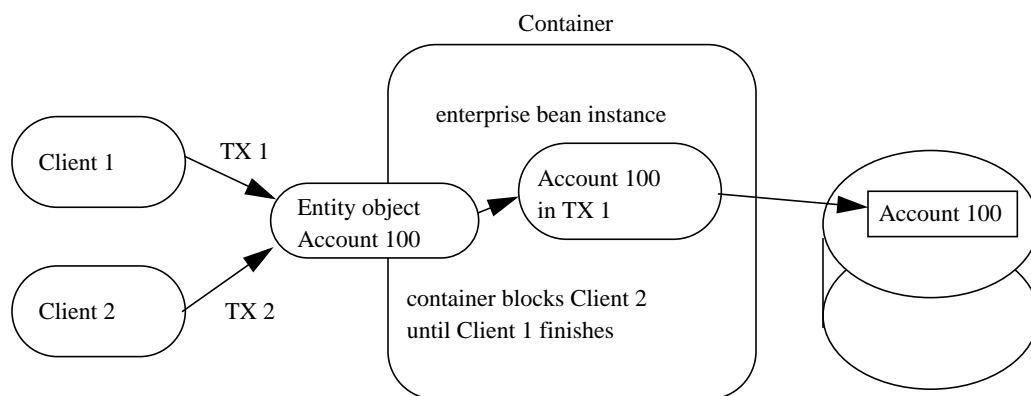 Container
enterprise bean instance
Client 1
TX 1
Entity object
Account 100
Account 100
in TX 1
Account 100
Client 2
TX 2
container blocks Client 2
until Client 1 finishes